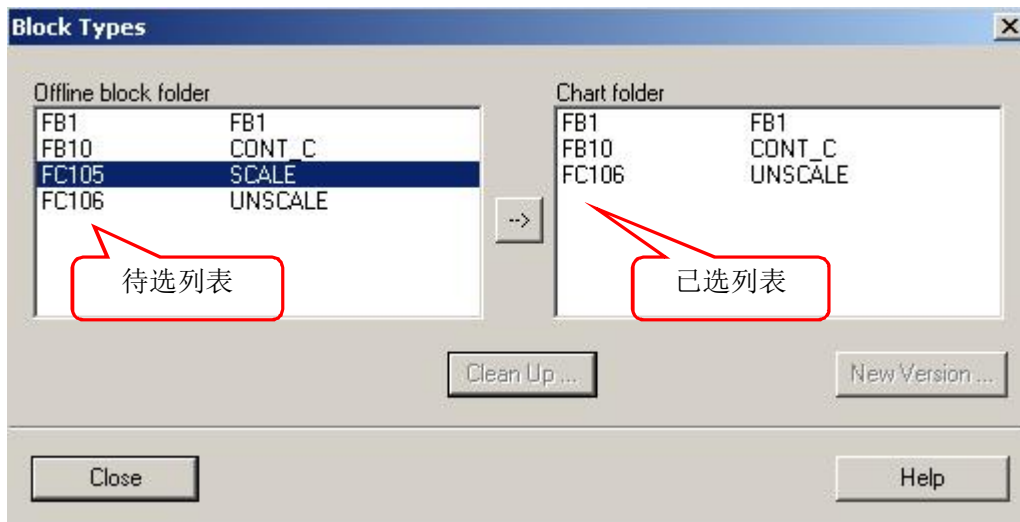 Block Types
Offline block folder
FB1 FB1
FB10 CONT_C
FC105 SCALE
FC106 UNSCALE
待选列表
-->
Chart folder
FB1 FB1
FB10 CONT_C
FC106 UNSCALE
已选列表
Clean Up ...
New Version ...
Close
Help